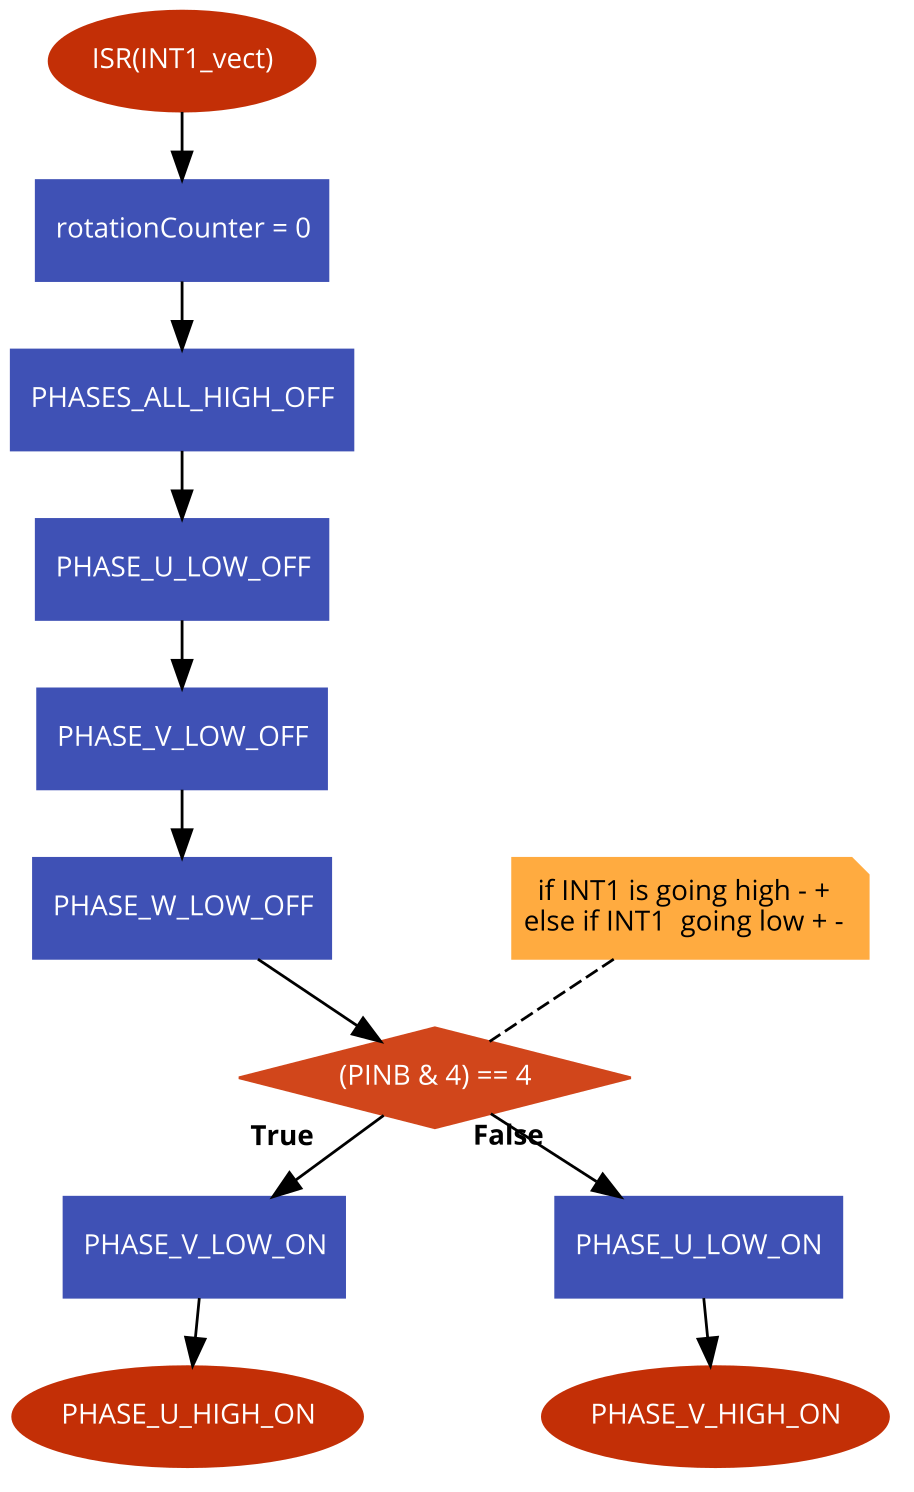 ISR(INT1_vect)
rotationCounter = 0
PHASES_ALL_HIGH_OFF
PHASE_U_LOW_OFF
PHASE_V_LOW_OFF
PHASE_W_LOW_OFF
if INT1 is going high - +
else if INT1  going low + -
(PINB & 4) == 4
True
False
PHASE_V_LOW_ON
PHASE_U_LOW_ON
PHASE_U_HIGH_ON
PHASE_V_HIGH_ON